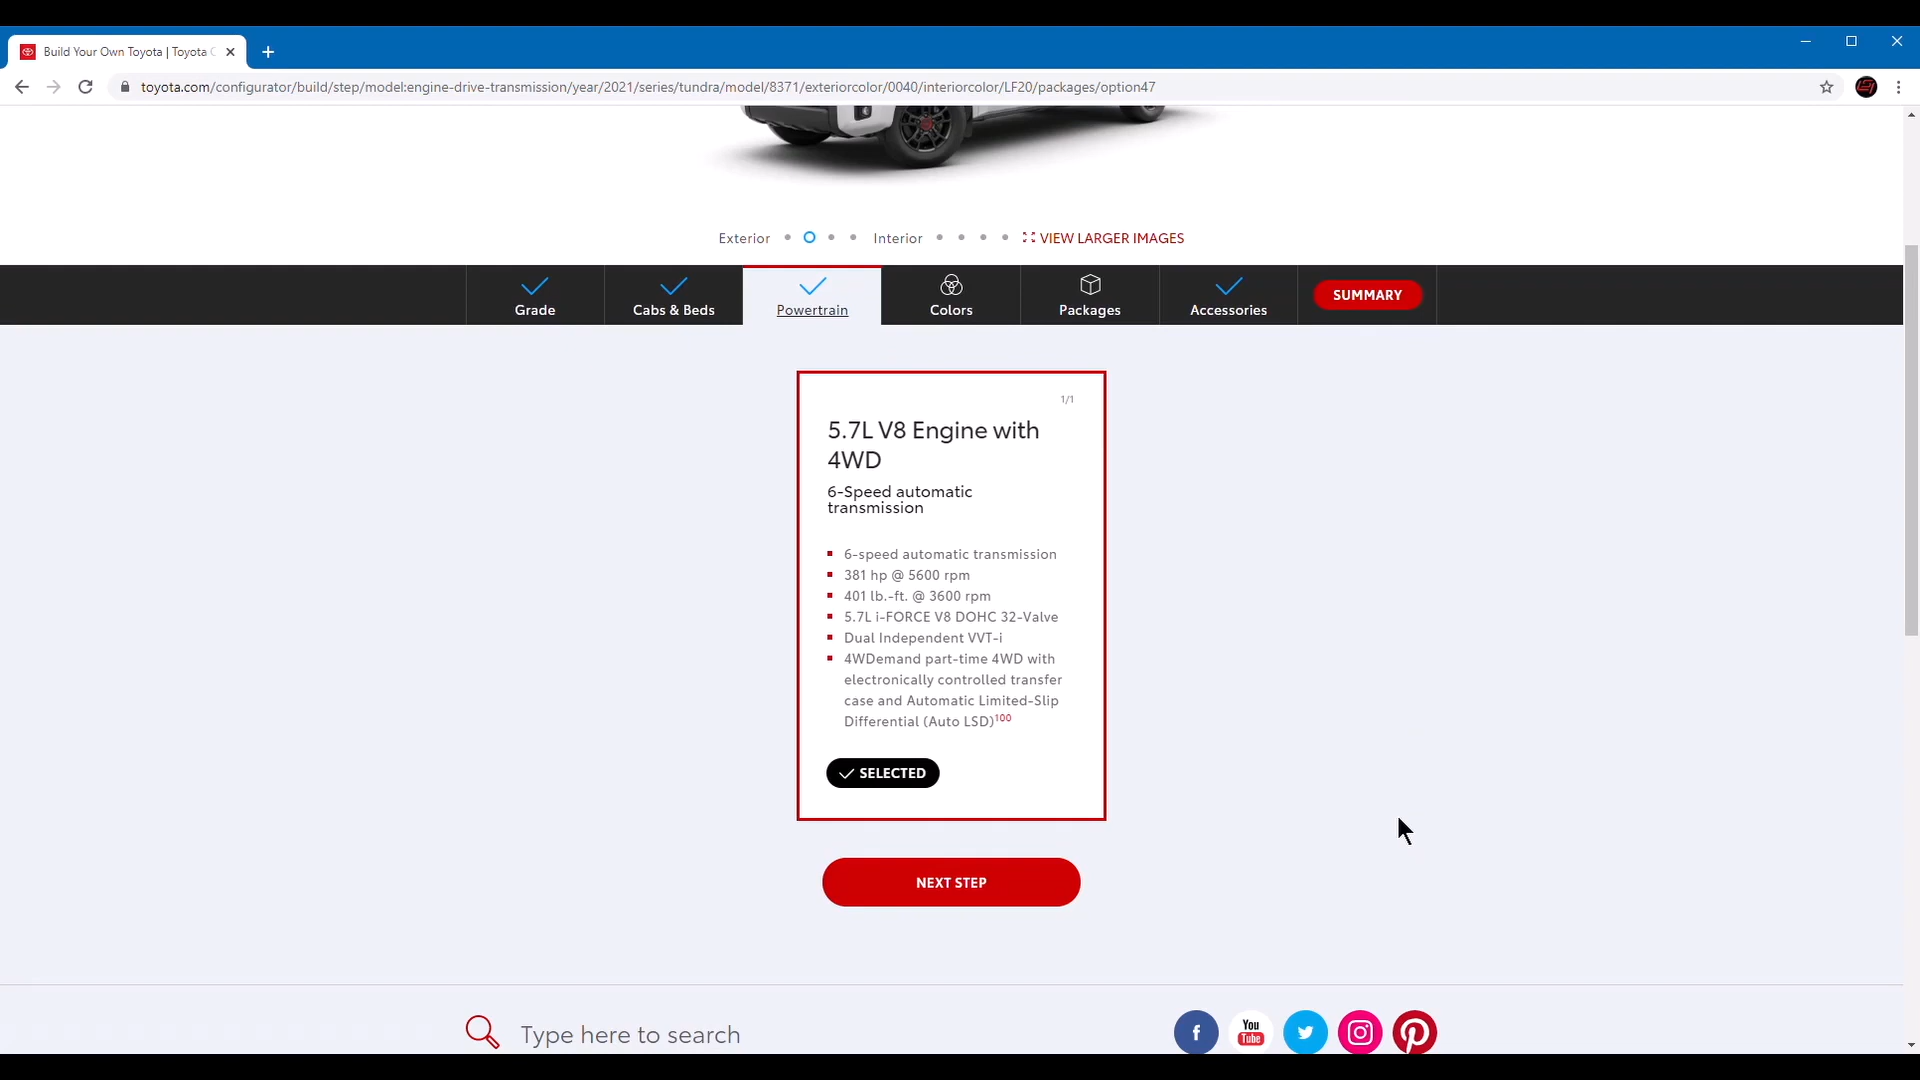 Build Your Own Toyota | Toyota C
toyota.com/configurator/build/step/model:engine-drive-transmission/year/2021/series/tundra/model/8371/exteriorcolor/0040/interiorcolor/LF20/packages/option47
Exterior Interior VIEW LARGER IMAGES
Grade Cabs & Beds Powertrain Colors Packages Accessories SUMMARY
1/1
5.7L V8 Engine with
4WD
6-Speed automatic
transmission
6-speed automatic transmission
381 hp @ 5600 rpm
401 lb.-ft. @ 3600 rpm
5.7L i-FORCE V8 DOHC 32-Valve
Dual Independent VVT-i
4WDemand part-time 4WD with
electronically controlled transfer
case and Automatic Limited-Slip
Differential (Auto LSD)100
SELECTED
NEXT STEP
Type here to search
You
Tube